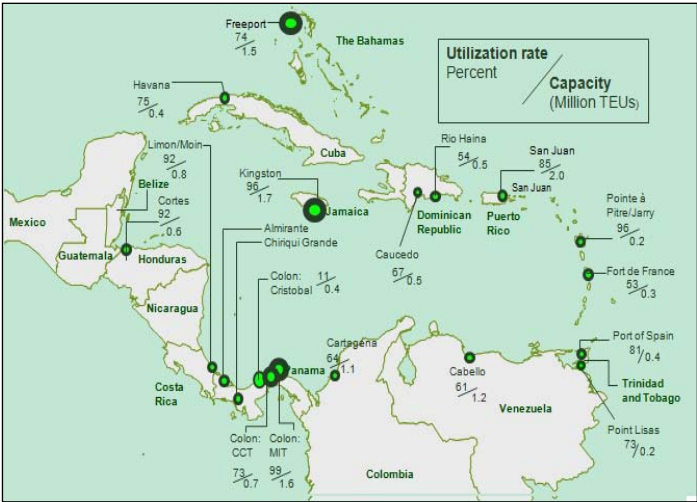 Freeport
74
1.5
The Bahamas
Utilization rate
Percent
Capacity
(Million TEUs)
Havana
75
0.4
Limon/Moin
92
0.8
Belize
Cortes
92
0.6
Cuba
Kingston
96
1.7
Jamaica
Rio Haina
54
0.5
San Juan
85
2.0
San Juan
Mexico
Guatemala
Honduras
Almirante
Chiriqui Grande
Dominican
Republic
Puerto
Rico
Pointe à
Pitre/Jarry
96
0.2
Caucedo
67
0.5
Colon:
Cristobal
11
0.4
Fort de France
53
0.3
Nicaragua
Cartagena
64
1.1
Port of Spain
81
0.4
Costa
Rica
Panama
Cabello
61
1.2
Venezuela
Trinidad
and Tobago
Colon:
CCT
73
0.7
Colon:
MIT
99
1.6
Point Lisas
73
0.2
Colombia